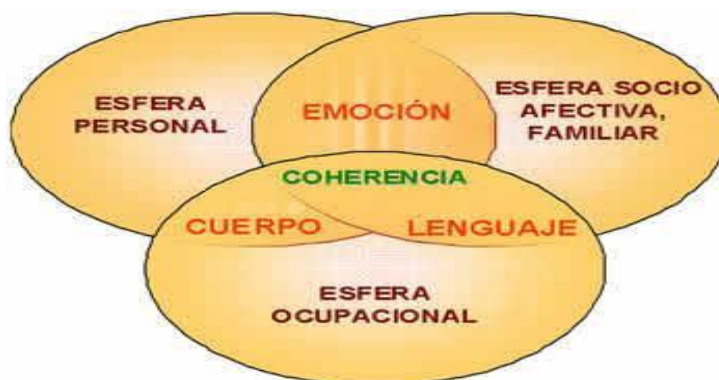 ESFERA
PERSONAL
EMOCIÓN
ESFERA SOCIO
AFECTIVA,
FAMILIAR
COHERENCIA
CUERPO
LENGUAJE
ESFERA
OCUPACIONAL